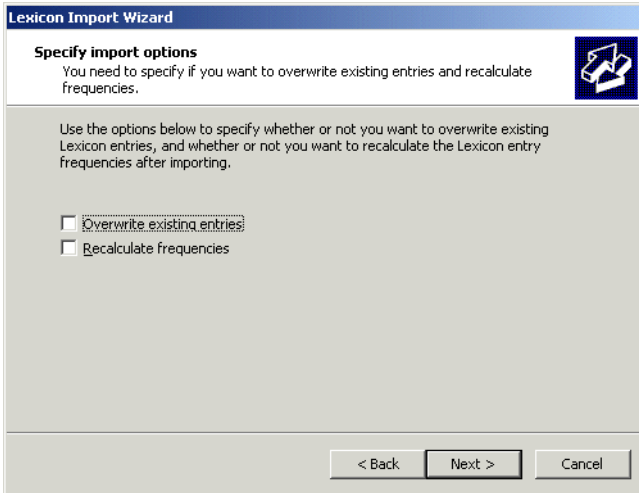 Lexicon Import Wizard
Specify import options
You need to specify if you want to overwrite existing entries and recalculate
frequencies.
Use the options below to specify whether or not you want to overwrite existing
Lexicon entries, and whether or not you want to recalculate the Lexicon entry
frequencies after importing.
Overwrite existing entries
Recalculate frequencies
< Back Next > Cancel